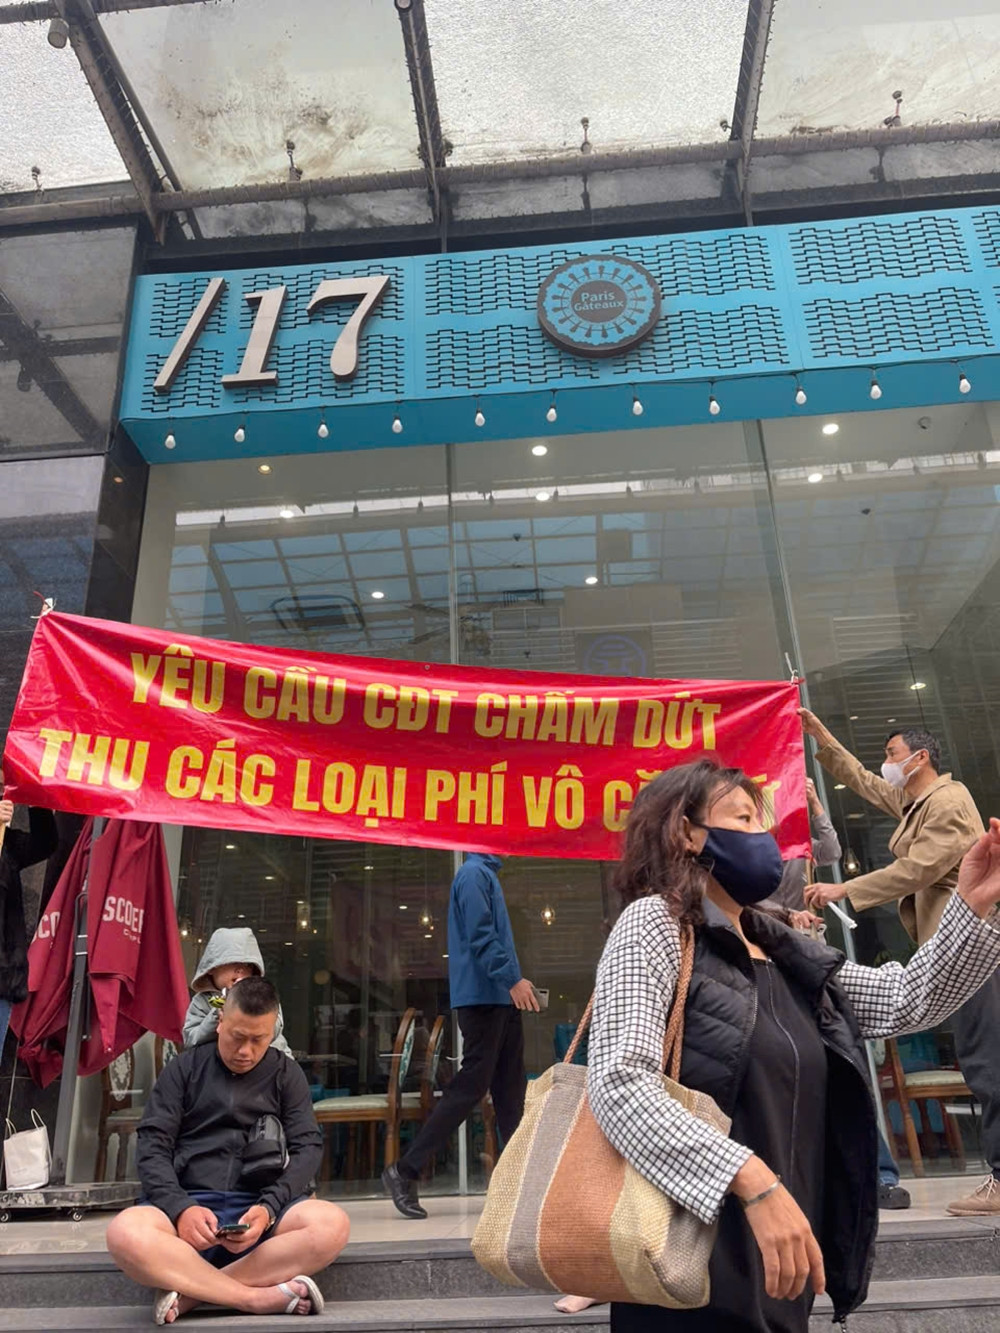 /17
Paris
Gâteaux
YÊU CẦU CĐT CHẤM DỨT
THU CÁC LOẠI PHÍ VÔ